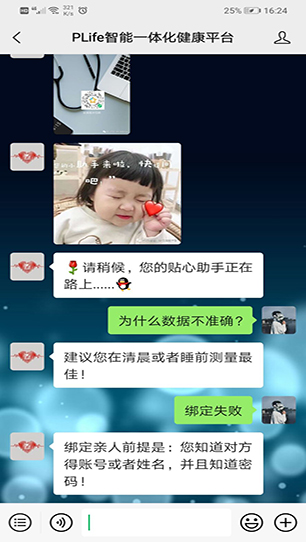 HD 4G 321 K/s 25% 16:24
PLife智能一体化健康平台
助手来啦，快
吧
🌹请稍候，您的贴心助手正在
路上......🐧
为什么数据不准确？
建议您在清晨或者睡前测量最
佳！
绑定失败
绑定亲人前提是：您知道对方
得账号或者姓名，并且知道密
码！